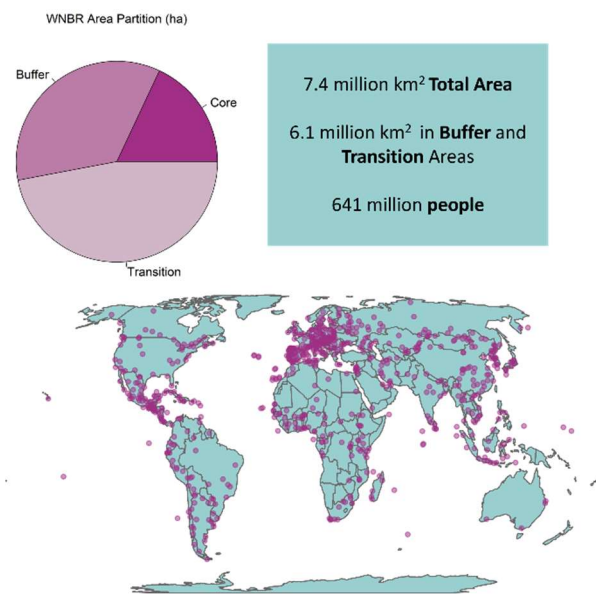 WNBR Area Partition (ha)
Buffer
Core
Transition
7.4 million km² Total Area
6.1 million km² in Buffer and
Transition Areas
641 million people